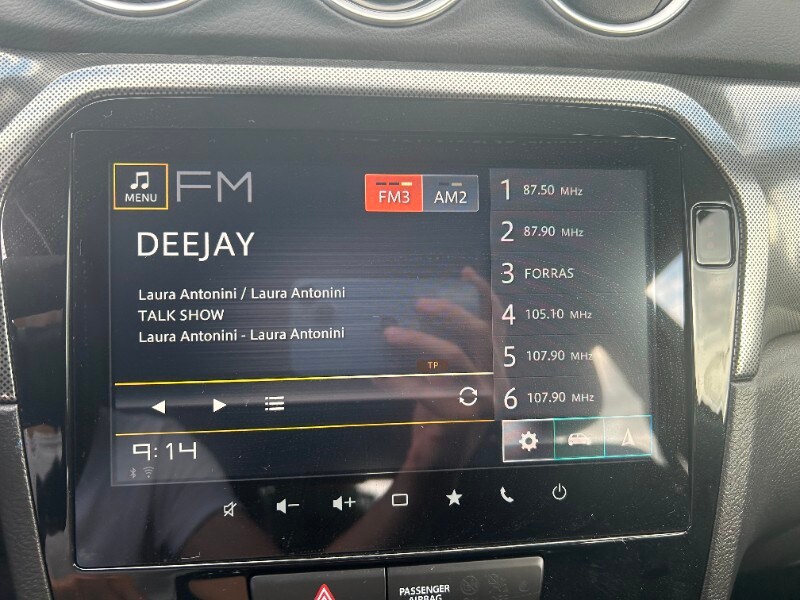 MENU
FM
FM3
AM2
DEEJAY
Laura Antonini / Laura Antonini
TALK SHOW
Laura Antonini - Laura Antonini
TP
9:14
1 87.50 MHz
2 87.90 MHz
3 FORRAS
4 105.10 MHz
5 107.90 MHz
6 107.90 MHz
PASSENGER
AIRBAG